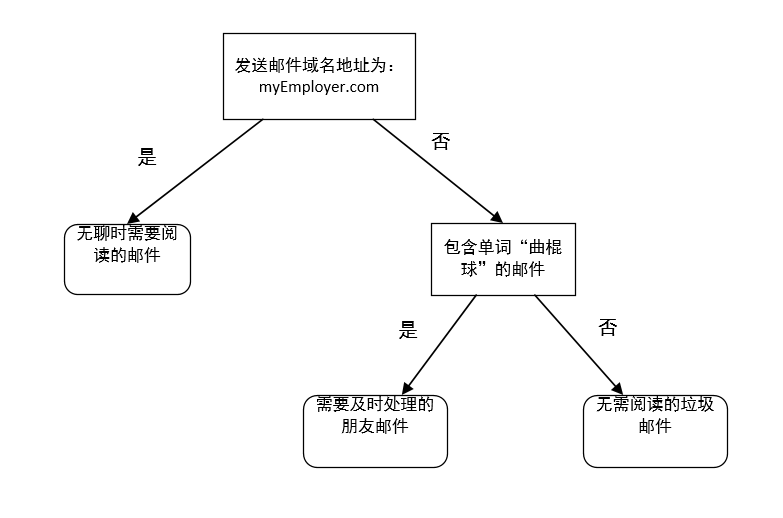 发送邮件域名地址为：
myEmployer.com
是
否
无聊时需要阅
读的邮件
包含单词“曲棍
球”的邮件
是
否
需要及时处理的
朋友邮件
无需阅读的垃圾
邮件